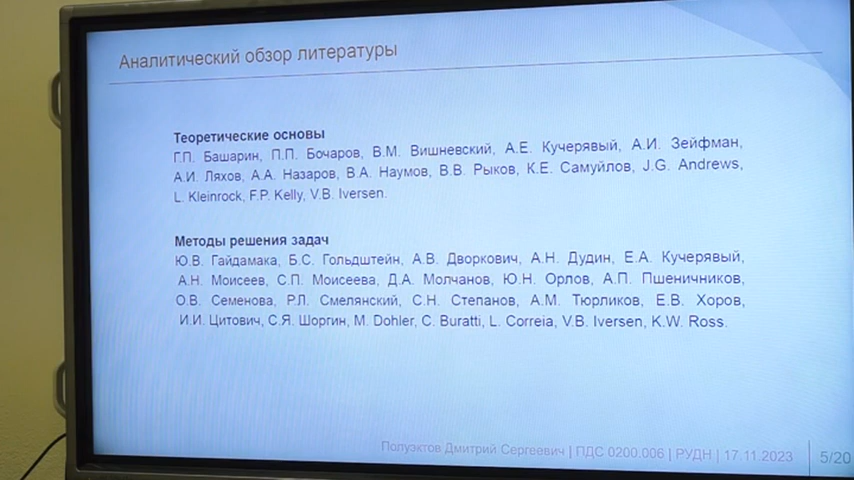 Аналитический обзор литературы
Теоретические основы
Г.П. Башарин, П.П. Бочаров, В.М. Вишневский, А.Е. Кучерявый, А.И. Зейфман,
А.И. Ляхов, А.А. Назаров, В.А. Наумов, В.В. Рыков, К.Е. Самуйлов, J.G. Andrews,
L. Kleinrock, F.P. Kelly, V.B. Iversen.
Методы решения задач
Ю.В. Гайдамака, Б.С. Гольдштейн, А.В. Дворкович, А.Н. Дудин, Е.А. Кучерявый,
А.Н. Моисеев, С.П. Моисеева, Д.А. Молчанов, Ю.Н. Орлов, А.П. Пшеничников,
О.В. Семенова, Р.Л. Смелянский, С.Н. Степанов, А.М. Тюрликов, Е.В. Хоров,
И.И. Цитович, С.Я. Шоргин, M. Dohler, C. Buratti, L. Correia, V.B. Iversen, K.W. Ross.
Полуэктов Дмитрий Сергеевич | ПДС 0200.006 | РУДН | 17.11.2023 5/20